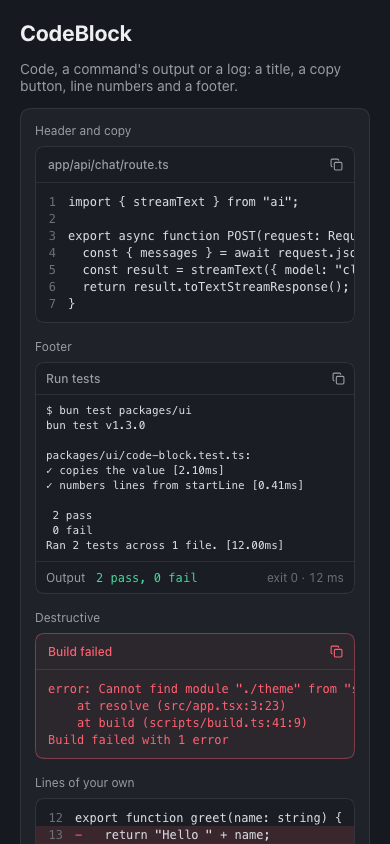 CodeBlock
Code, a command's output or a log: a title, a copy
button, line numbers and a footer.
Header and copy
app/api/chat/route.ts
1 import { streamText } from "ai";
2
3 export async function POST(request: Requ
4   const { messages } = await request.jso
5   const result = streamText({ model: "cl
6   return result.toTextStreamResponse();
7 }
Footer
Run tests
$ bun test packages/ui
bun test v1.3.0
packages/ui/code-block.test.ts:
✓ copies the value [2.10ms]
✓ numbers lines from startLine [0.41ms]
 2 pass
 0 fail
Ran 2 tests across 1 file. [12.00ms]
Output 2 pass, 0 fail exit 0 · 12 ms
Destructive
Build failed
error: Cannot find module "./theme" from "s
    at resolve (src/app.tsx:3:23)
    at build (scripts/build.ts:41:9)
Build failed with 1 error
Lines of your own
12 export function greet(name: string) {
13 −   return "Hello " + name;